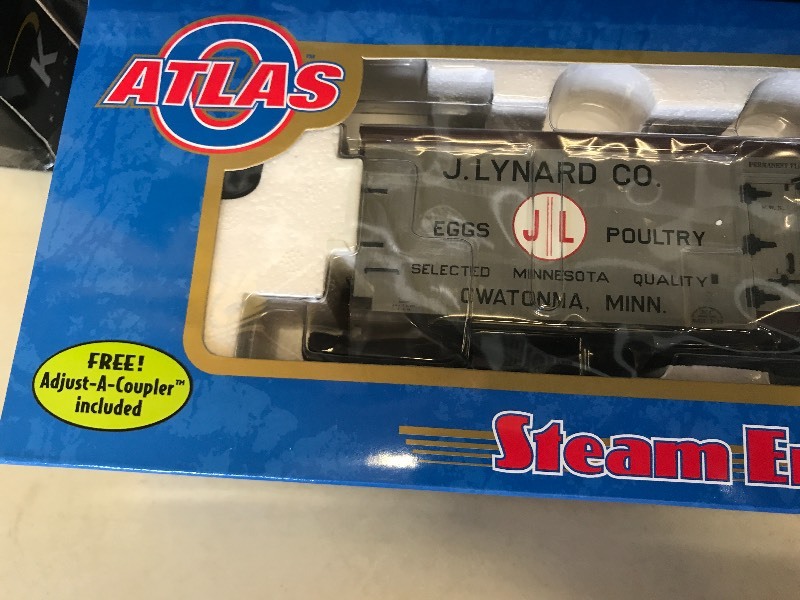 K
ATLAS
O
J. LYNARD CO.
EGGS JL POULTRY
SELECTED MINNESOTA QUALITY
OWATONNA, MINN.
FREE!
Adjust-A-Coupler™
included
Steam